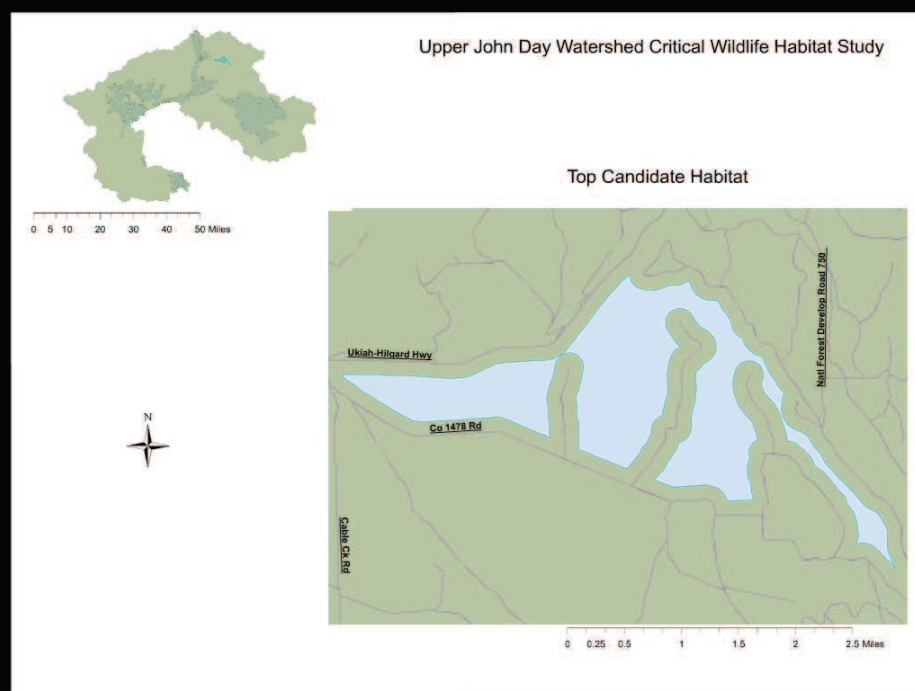 Upper John Day Watershed Critical Wildlife Habitat Study
0 5 10 20 30 40 50 Miles
Top Candidate Habitat
Natl Forest Develop Road 750
Ukiah-Hilgard Hwy
Co 1478 Rd
N
Cable Ck Rd
0 0.25 0.5 1 1.5 2 2.5 Miles